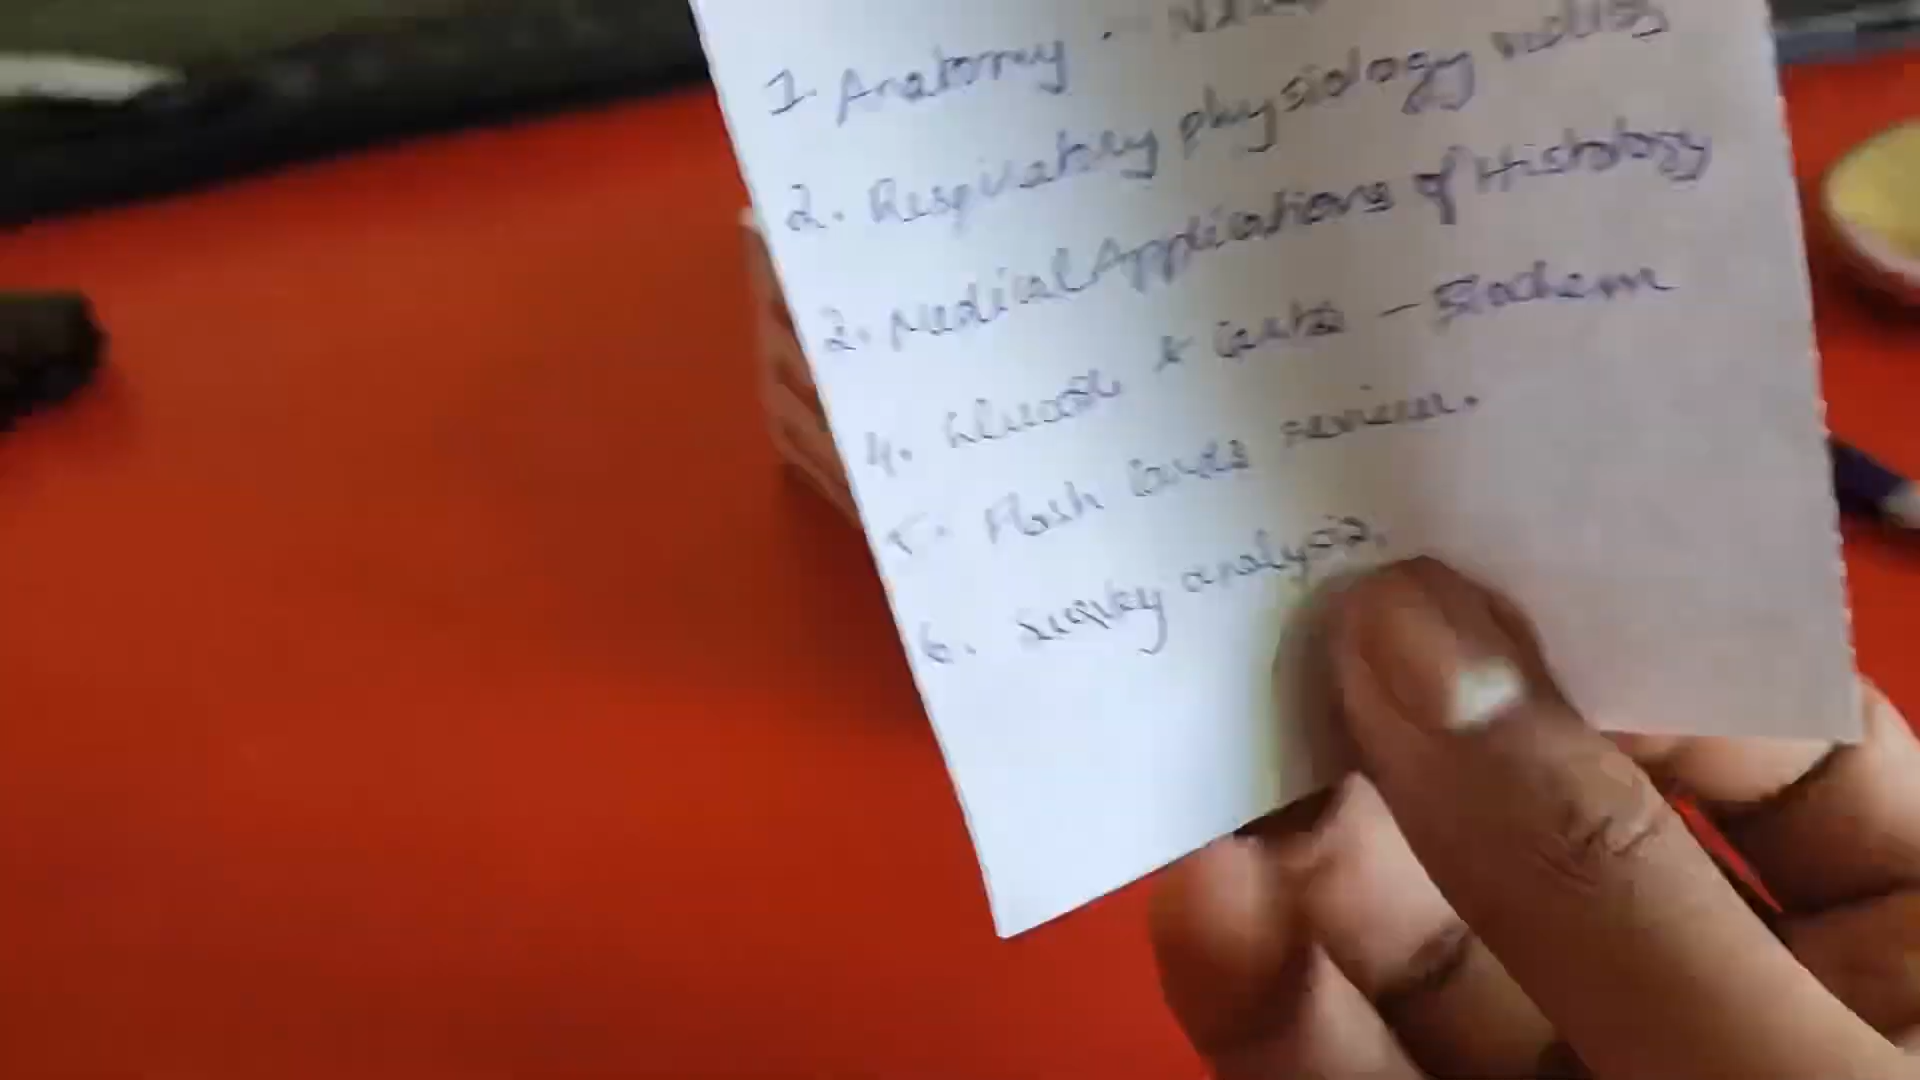 1. Anatomy -
2. Respiratory physiology
2. Medical Applications of Histology
4. Glucose & carbs - Biochem
5. Flash cards review.
6. analysis.